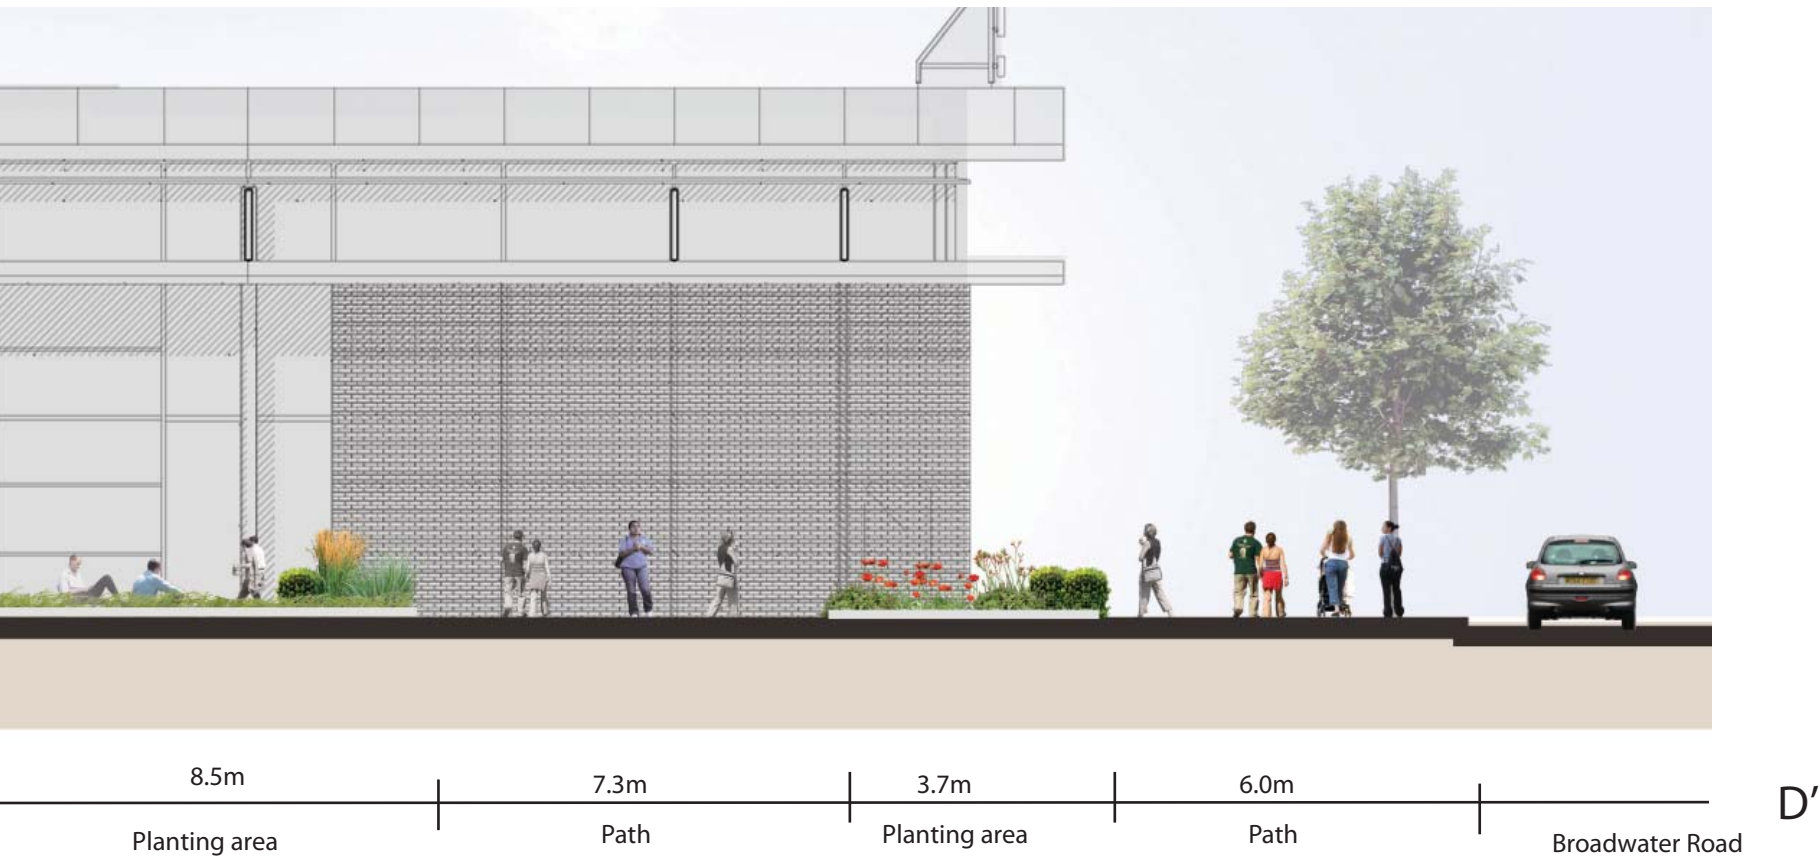 8.5m
7.3m
3.7m
6.0m
D'
Planting area
Path
Planting area
Path
Broadwater Road